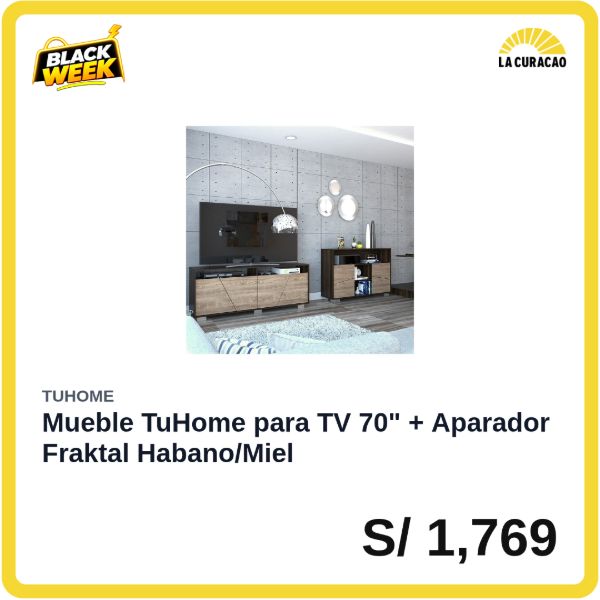 BLACK
WEEK
LA CURACAO
TUHOME
Mueble TuHome para TV 70" + Aparador
Fraktal Habano/Miel
S/ 1,769